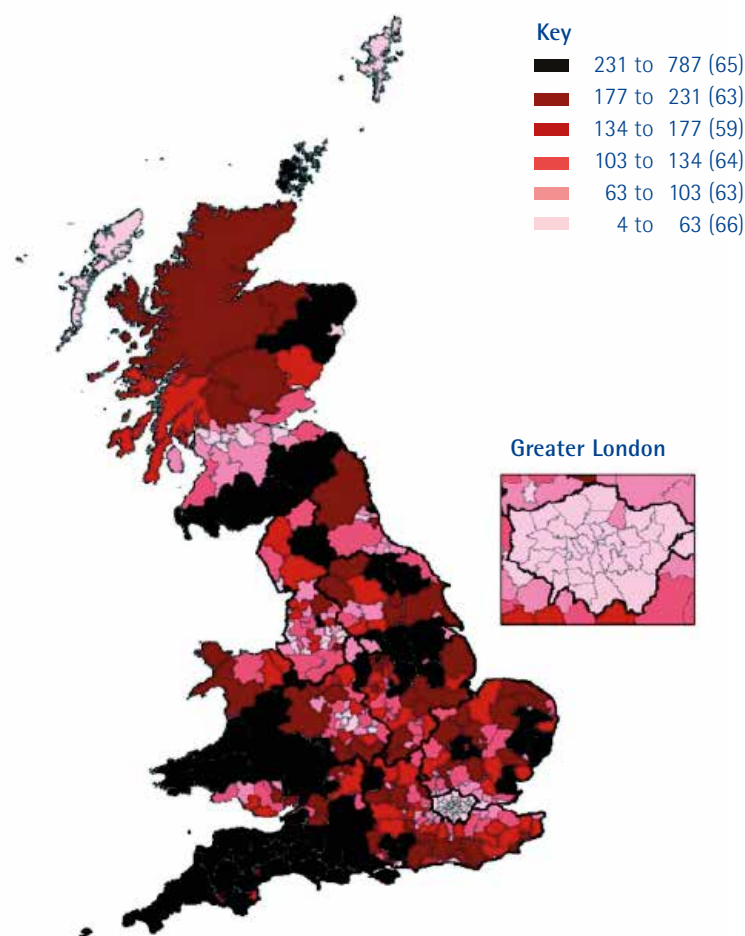 Key
231 to 787 (65)
177 to 231 (63)
134 to 177 (59)
103 to 134 (64)
63 to 103 (63)
4 to 63 (66)
Greater London